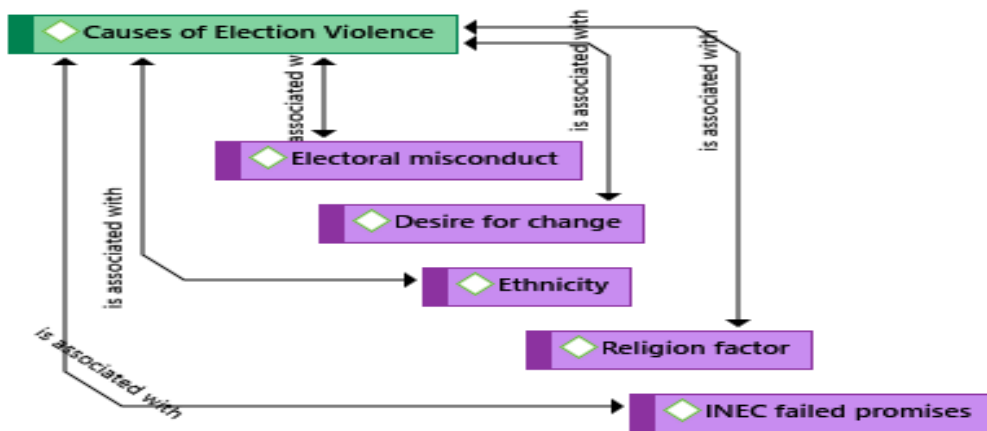 Causes of Election Violence
associated w
is associated with
is associated with
Electoral misconduct
Desire for change
is associated with
Ethnicity
Religion factor
is associated with
INEC failed promises